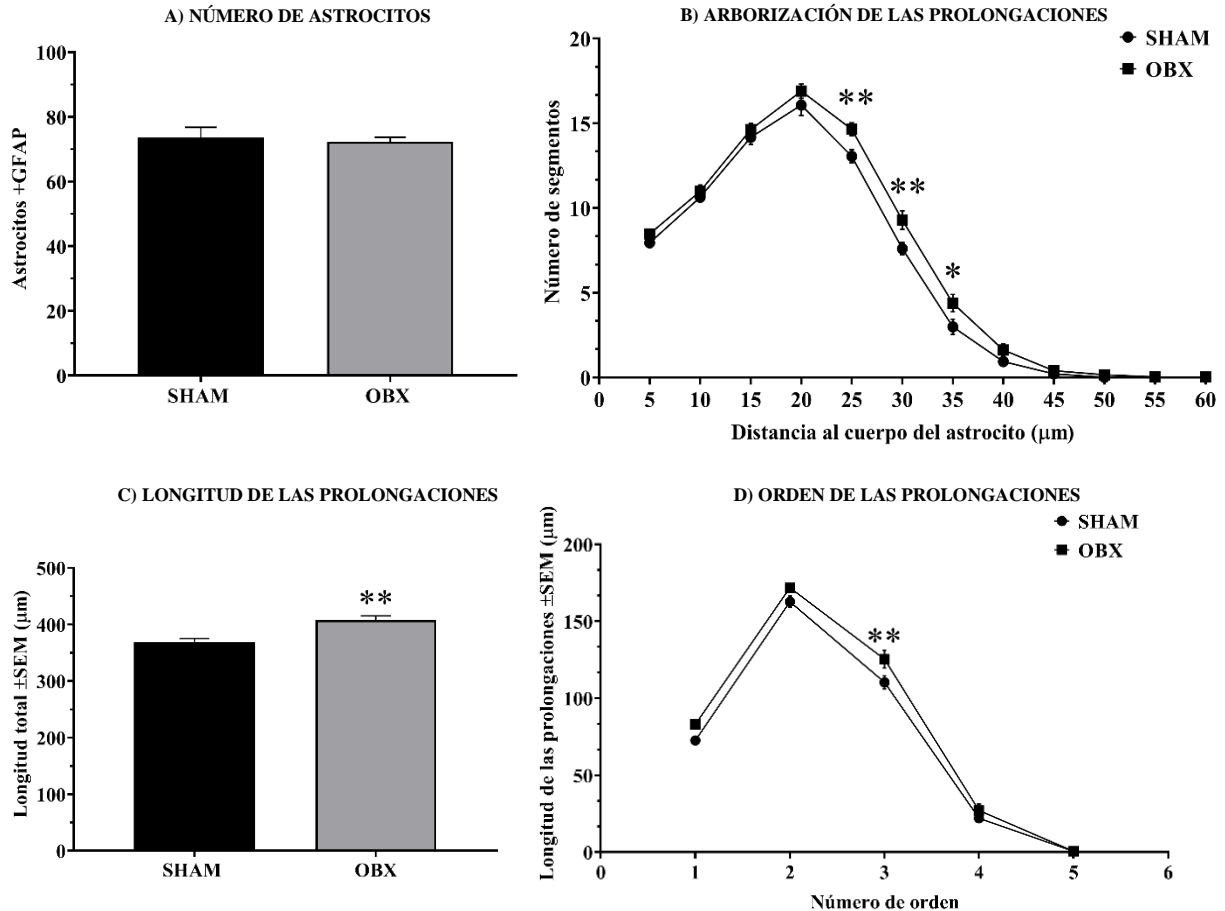 A) NÚMERO DE ASTROCITOS
Astrocitos +GFAP
100
80
60
40
20
0
SHAM
OBX
B) ARBORIZACIÓN DE LAS PROLONGACIONES
SHAM
OBX
Número de segmentos
20
15
10
5
0
**
**
*
0 5 10 15 20 25 30 35 40 45 50 55 60
Distancia al cuerpo del astrocito (μm)
C) LONGITUD DE LAS PROLONGACIONES
Longitud total ±SEM (μm)
500
400
300
200
100
0
**
SHAM
OBX
D) ORDEN DE LAS PROLONGACIONES
SHAM
OBX
Longitud de las prolongaciones ±SEM (μm)
200
150
100
50
0
**
0 1 2 3 4 5 6
Número de orden